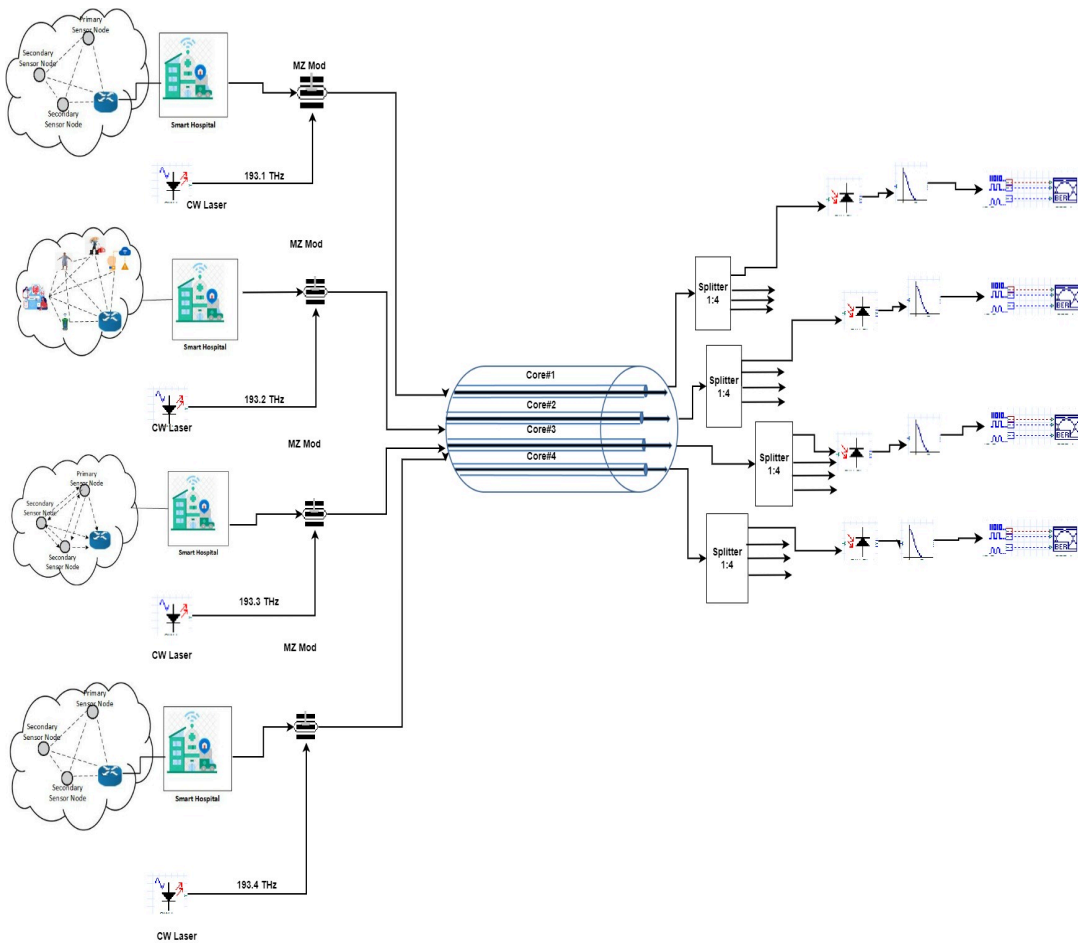 Primary
Sensor Node
Secondary
Sensor Node
Secondary
Sensor Node
Smart Hospital
MZ Mod
193.1 THz
CW Laser
MZ Mod
Smart Hospital
193.2 THz
CW Laser
MZ Mod
Primary
Sensor Node
Secondary
Sensor Node
Secondary
Sensor Node
Smart Hospital
193.3 THz
CW Laser
MZ Mod
Primary
Sensor Node
Secondary
Sensor Node
Secondary
Sensor Node
Smart Hospital
193.4 THz
CW Laser
Core#1
Core#2
Core#3
Core#4
Splitter
1:4
Splitter
1:4
Splitter
1:4
Splitter
1:4